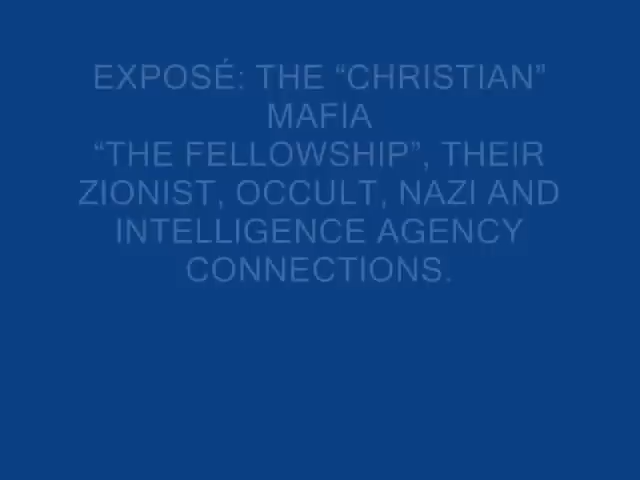 EXPOSÉ: THE “CHRISTIAN”
MAFIA
“THE FELLOWSHIP”, THEIR
ZIONIST, OCCULT, NAZI AND
INTELLIGENCE AGENCY
CONNECTIONS.